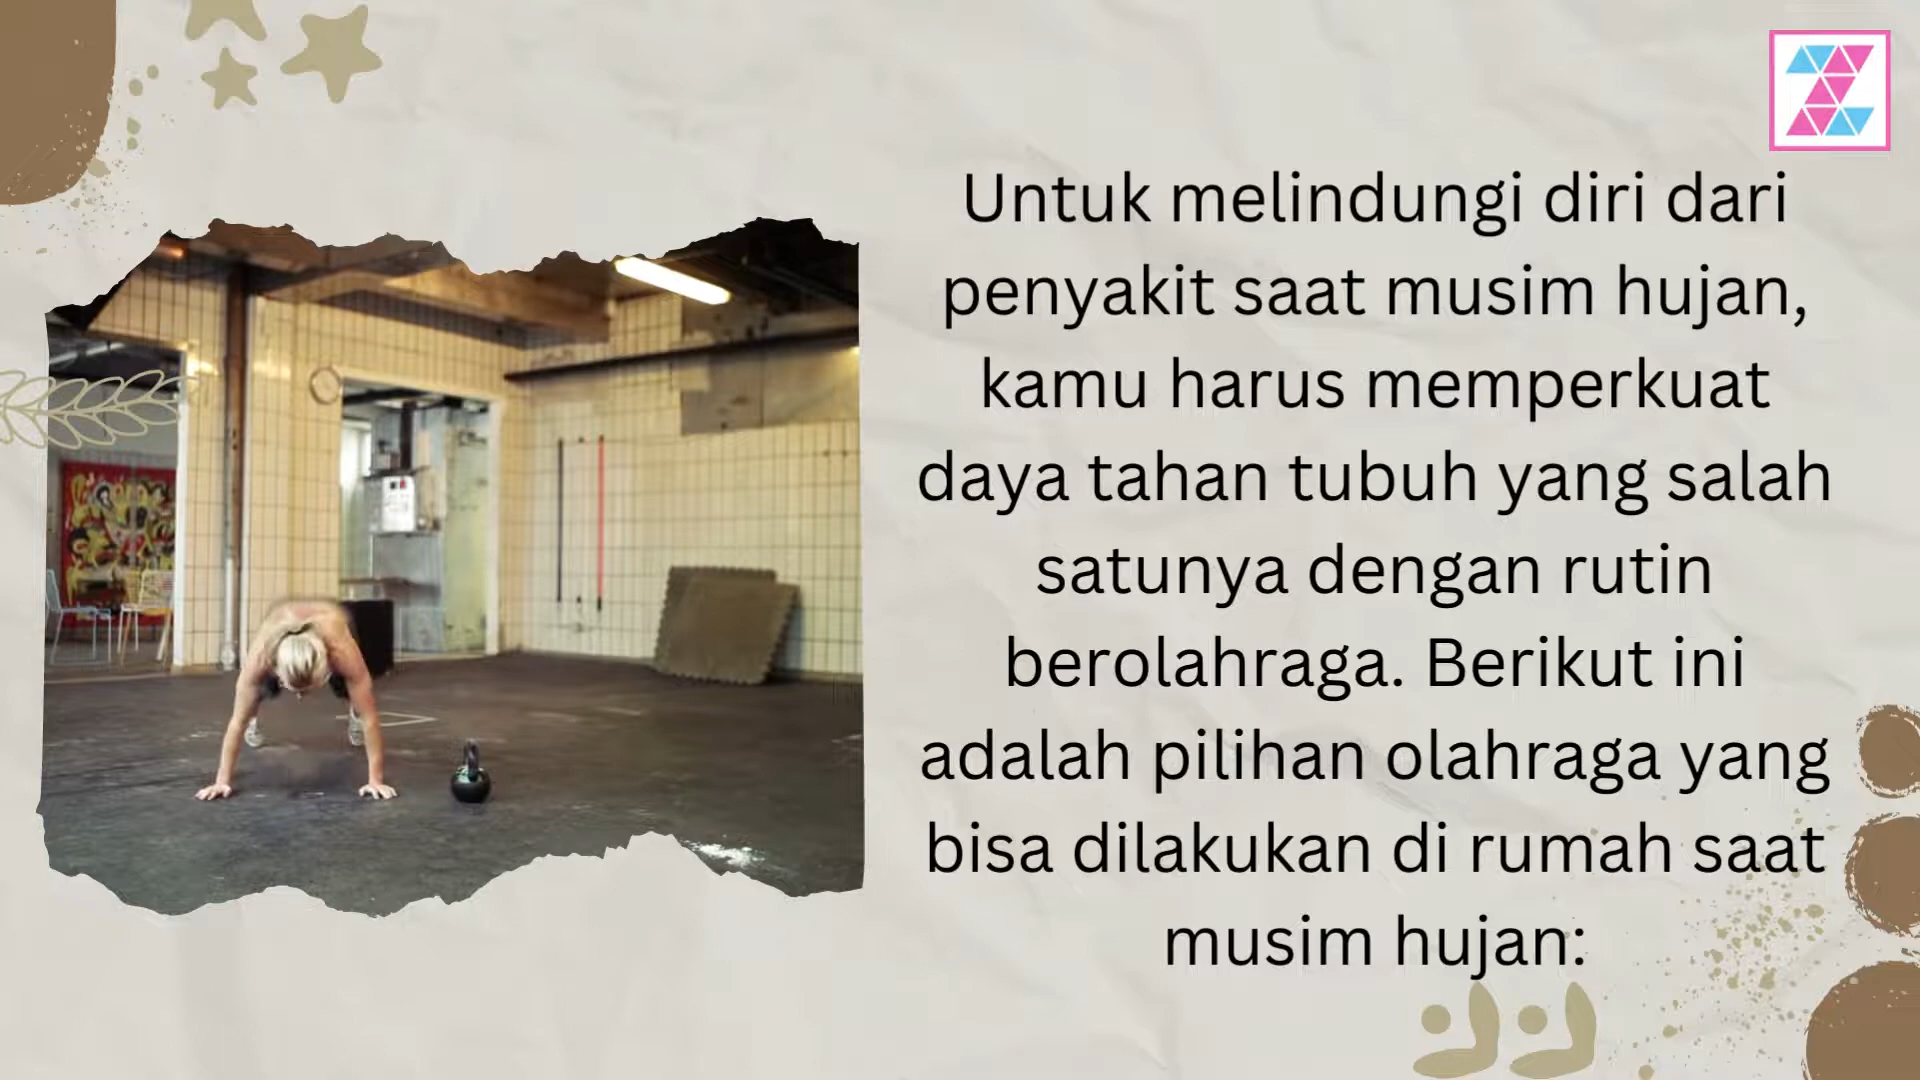 Untuk melindungi diri dari
penyakit saat musim hujan,
kamu harus memperkuat
daya tahan tubuh yang salah
satunya dengan rutin
berolahraga. Berikut ini
adalah pilihan olahraga yang
bisa dilakukan di rumah saat
musim hujan: